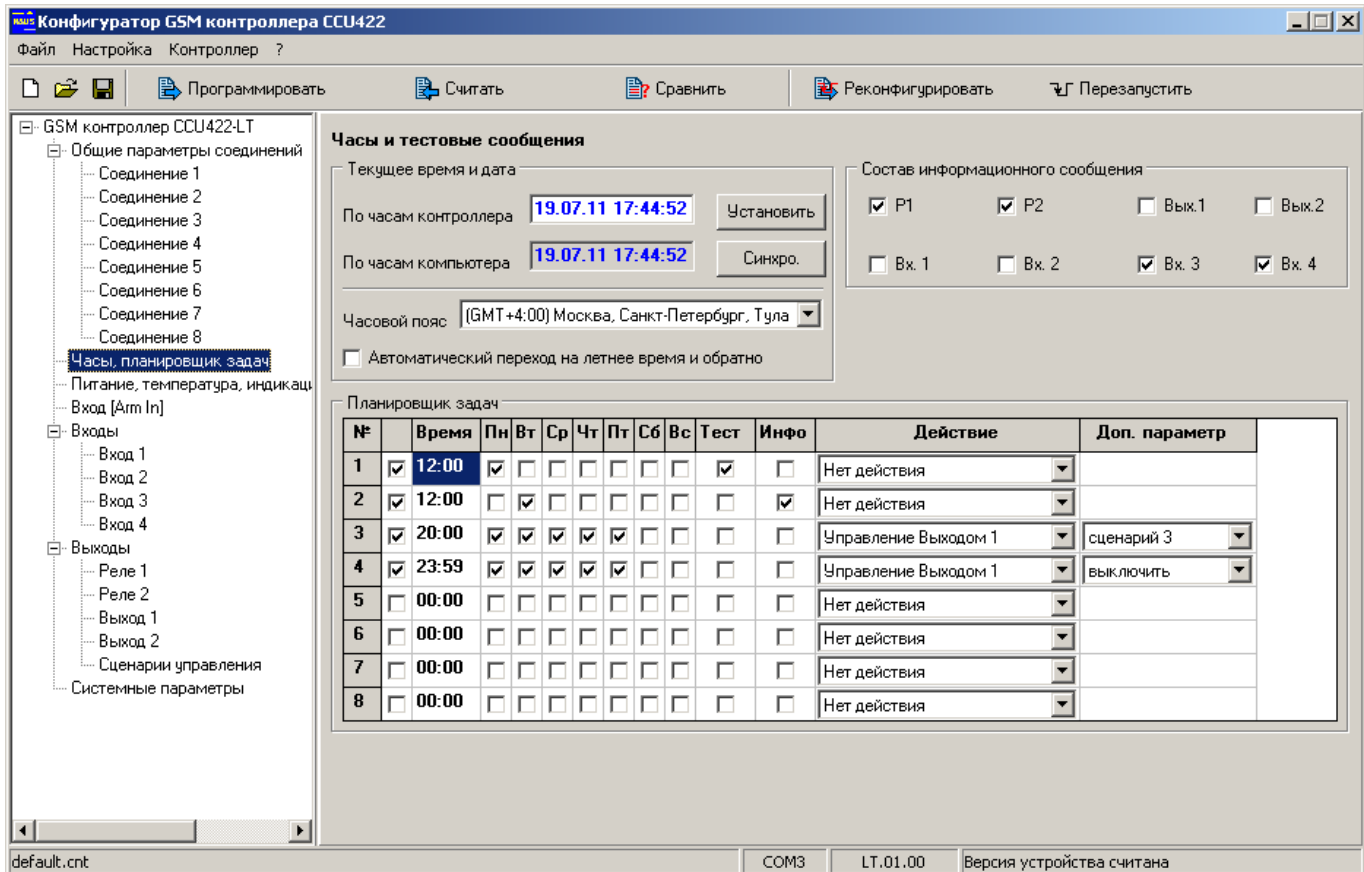 Конфигуратор GSM контроллера CCU422
Файл Настройка Контроллер ?
Программировать Считать Сравнить Реконфигурировать Перезапустить
GSM контроллер CCU422-LT
Общие параметры соединений
Соединение 1
Соединение 2
Соединение 3
Соединение 4
Соединение 5
Соединение 6
Соединение 7
Соединение 8
Часы, планировщик задач
Питание, температура, индикаци
Вход [Arm In]
Входы
Вход 1
Вход 2
Вход 3
Вход 4
Выходы
Реле 1
Реле 2
Выход 1
Выход 2
Сценарии управления
Системные параметры
Часы и тестовые сообщения
Текущее время и дата
По часам контроллера 19.07.11 17:44:52 Установить
По часам компьютера 19.07.11 17:44:52 Синхро.
Часовой пояс (GMT+4:00) Москва, Санкт-Петербург, Тула
Автоматический переход на летнее время и обратно
Состав информационного сообщения
P1 P2 Вых.1 Вых.2
Вх. 1 Вх. 2 Вх. 3 Вх. 4
Планировщик задач
№ Время Пн Вт Ср Чт Пт Сб Вс Тест Инфо Действие Доп. параметр
1 12:00 Нет действия
2 12:00 Нет действия
3 20:00 Управление Выходом 1 сценарий 3
4 23:59 Управление Выходом 1 выключить
5 00:00 Нет действия
6 00:00 Нет действия
7 00:00 Нет действия
8 00:00 Нет действия
default.cnt COM3 LT.01.00 Версия устройства считана